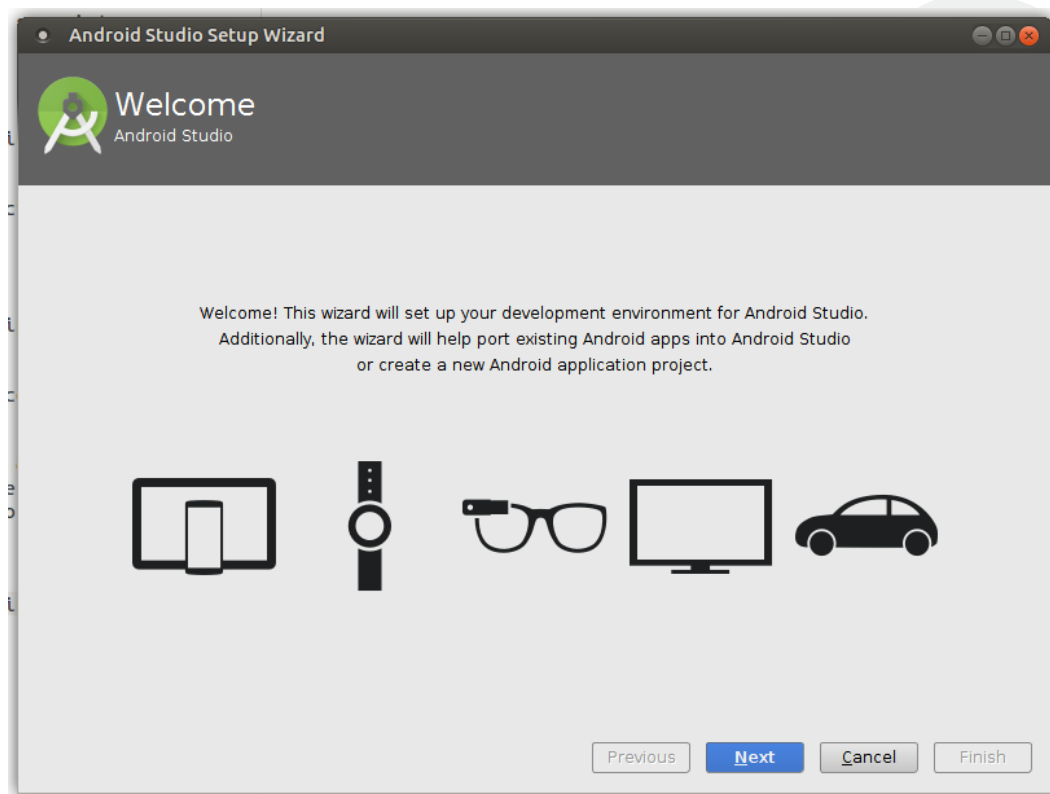 Android Studio Setup Wizard
Welcome
Android Studio
Welcome! This wizard will set up your development environment for Android Studio.
Additionally, the wizard will help port existing Android apps into Android Studio
or create a new Android application project.
Previous Next Cancel Finish